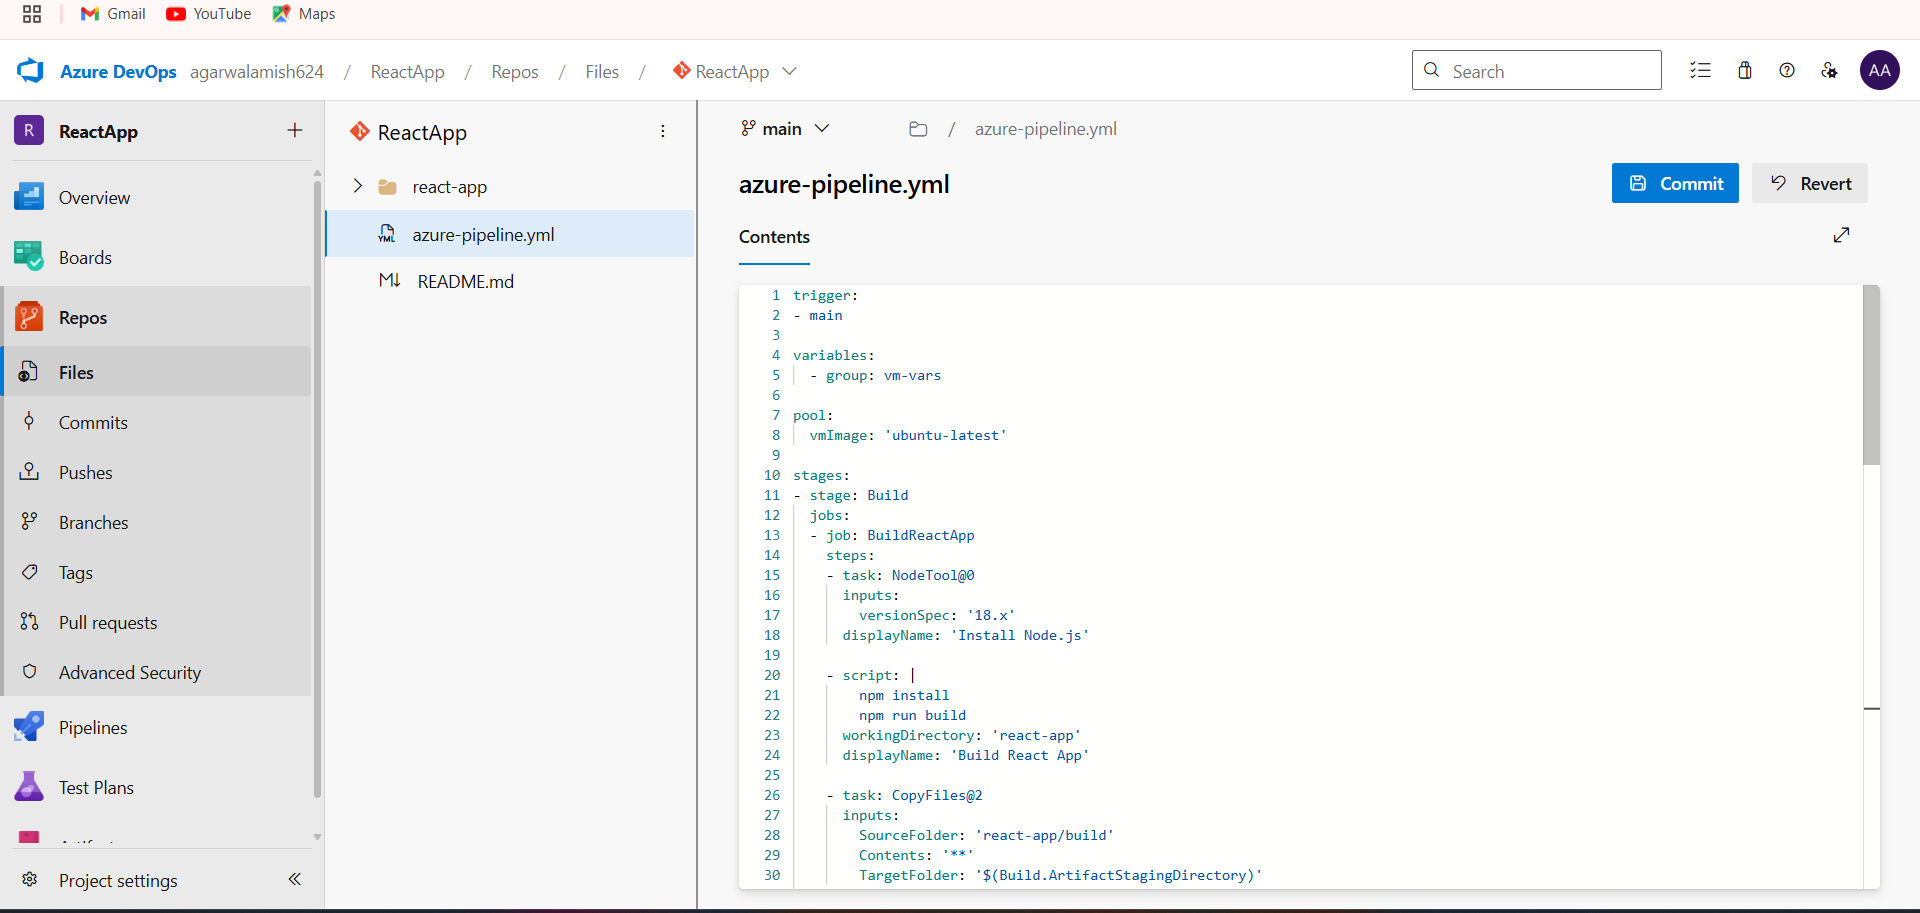 Gmail YouTube Maps
Azure DevOps agarwalamish624 / ReactApp / Repos / Files / ReactApp
Search
AA
R ReactApp
Overview
Boards
Repos
Files
Commits
Pushes
Branches
Tags
Pull requests
Advanced Security
Pipelines
Test Plans
Project settings
ReactApp
react-app
YML azure-pipeline.yml
M↓ README.md
main / azure-pipeline.yml
azure-pipeline.yml
Commit Revert
Contents
1 trigger:
2 - main
3
4 variables:
5 - group: vm-vars
6
7 pool:
8 vmImage: 'ubuntu-latest'
9
10 stages:
11 - stage: Build
12 jobs:
13 - job: BuildReactApp
14 steps:
15 - task: NodeTool@0
16 inputs:
17 versionSpec: '18.x'
18 displayName: 'Install Node.js'
19
20 - script: |
21 npm install
22 npm run build
23 workingDirectory: 'react-app'
24 displayName: 'Build React App'
25
26 - task: CopyFiles@2
27 inputs:
28 SourceFolder: 'react-app/build'
29 Contents: '**'
30 TargetFolder: '$(Build.ArtifactStagingDirectory)'